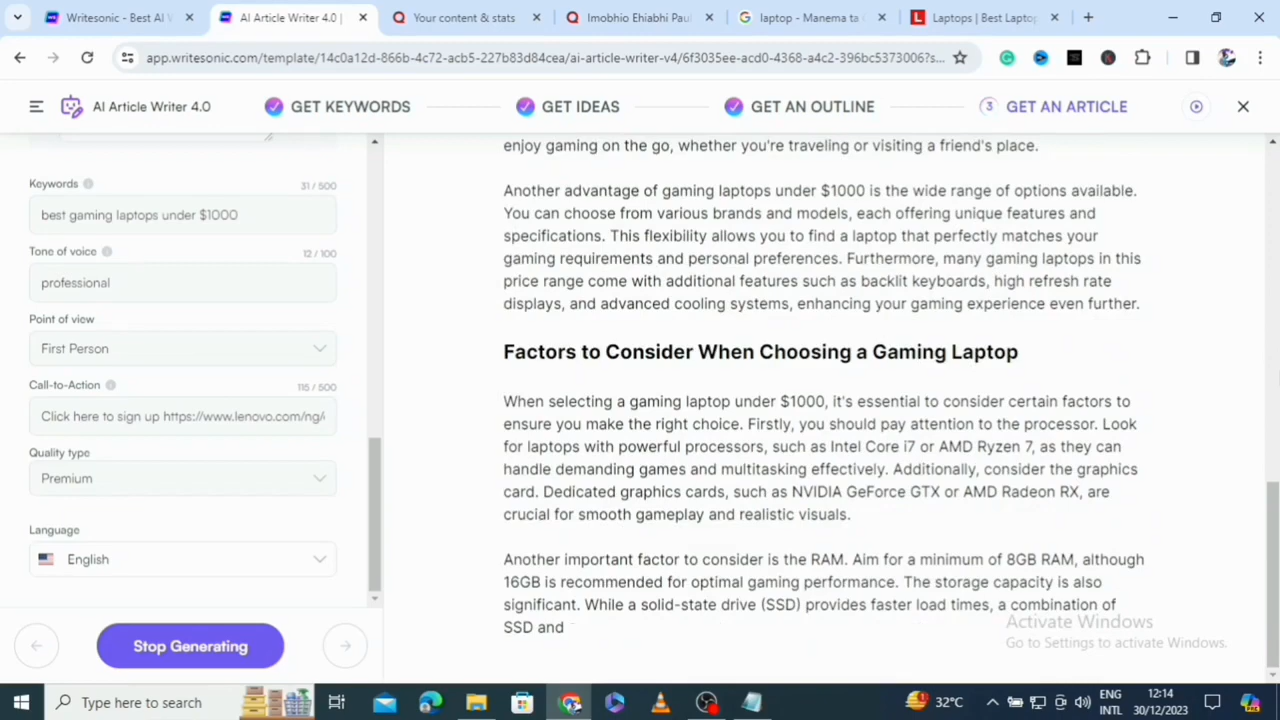 Writesonic - Best AI V
AI Article Writer 4.0 |
Your content & stats
Imobhio Ehiabhi Pau
laptop - Manema ta
Laptops | Best Lapto
app.writesonic.com/template/14c0a12d-866b-4c72-acb5-227b83d84cea/ai-article-writer-v4/6f3035ee-acd0-4368-a4c2-396bc5373006?s...
AI Article Writer 4.0
GET KEYWORDS
GET IDEAS
GET AN OUTLINE
3 GET AN ARTICLE
Keywords
31 / 500
best gaming laptops under $1000
Tone of voice
12 / 100
professional
Point of view
First Person
Call-to-Action
115 / 500
Click here to sign up https://www.lenovo.com/ng/
Quality type
Premium
Language
English
Stop Generating
enjoy gaming on the go, whether you're traveling or visiting a friend's place.
Another advantage of gaming laptops under $1000 is the wide range of options available.
You can choose from various brands and models, each offering unique features and
specifications. This flexibility allows you to find a laptop that perfectly matches your
gaming requirements and personal preferences. Furthermore, many gaming laptops in this
price range come with additional features such as backlit keyboards, high refresh rate
displays, and advanced cooling systems, enhancing your gaming experience even further.
Factors to Consider When Choosing a Gaming Laptop
When selecting a gaming laptop under $1000, it's essential to consider certain factors to
ensure you make the right choice. Firstly, you should pay attention to the processor. Look
for laptops with powerful processors, such as Intel Core i7 or AMD Ryzen 7, as they can
handle demanding games and multitasking effectively. Additionally, consider the graphics
card. Dedicated graphics cards, such as NVIDIA GeForce GTX or AMD Radeon RX, are
crucial for smooth gameplay and realistic visuals.
Another important factor to consider is the RAM. Aim for a minimum of 8GB RAM, although
16GB is recommended for optimal gaming performance. The storage capacity is also
significant. While a solid-state drive (SSD) provides faster load times, a combination of
SSD and
Activate Windows
Go to Settings to activate Windows.
Type here to search
32°C
ENG
INTL
12:14
30/12/2023